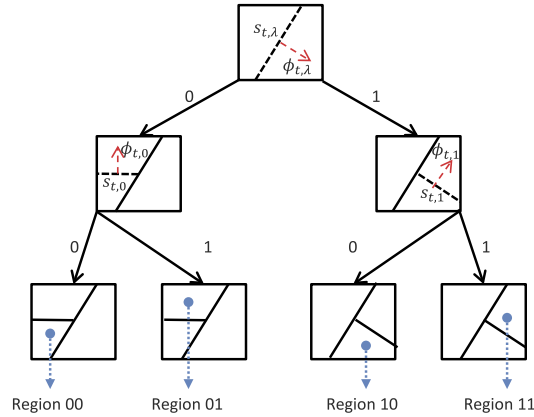 s_{t,λ}
ϕ_{t,λ}
0 1
ϕ_{t,0}
s_{t,0}
ϕ_{t,1}
s_{t,1}
0 1 0 1
Region 00 Region 01 Region 10 Region 11